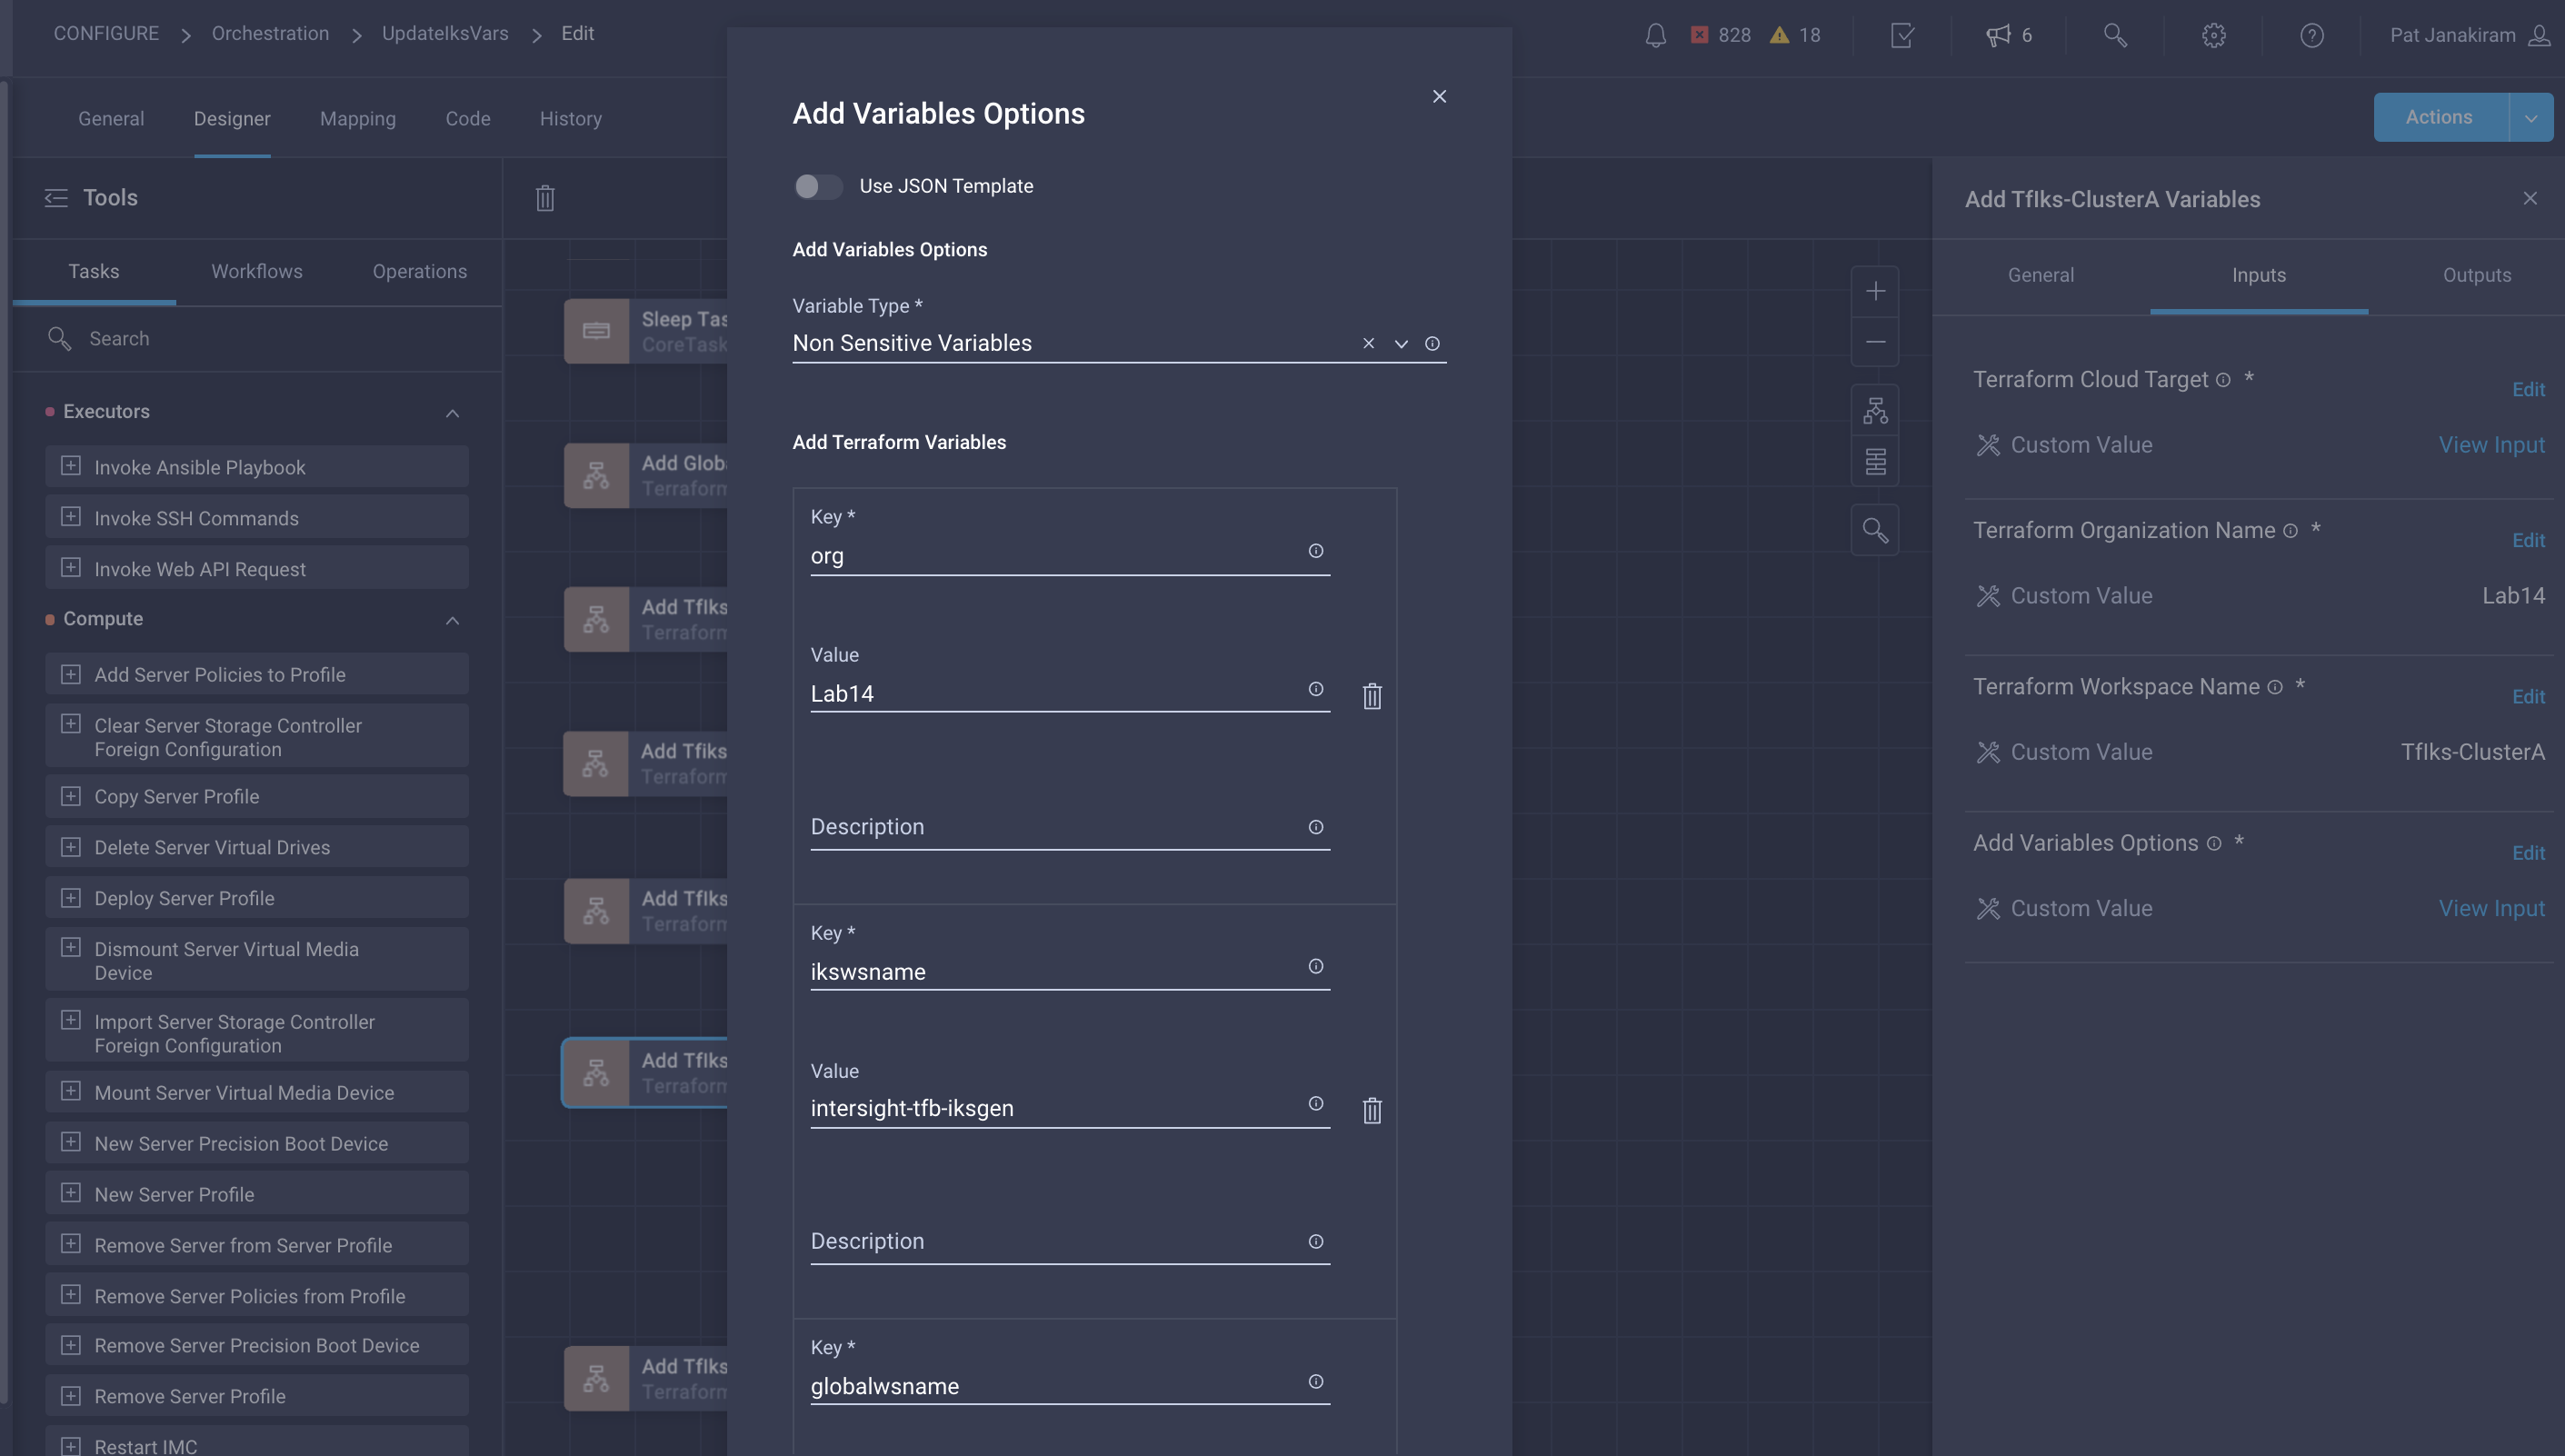 CONFIGURE > Orchestration > UpdateIksVars > Edit
828 18 6 Pat Janakiram
General Designer Mapping Code History
Actions
Tools
Tasks Workflows Operations
Search
Executors
Invoke Ansible Playbook
Invoke SSH Commands
Invoke Web API Request
Compute
Add Server Policies to Profile
Clear Server Storage Controller
Foreign Configuration
Copy Server Profile
Delete Server Virtual Drives
Deploy Server Profile
Dismount Server Virtual Media
Device
Import Server Storage Controller
Foreign Configuration
Mount Server Virtual Media Device
New Server Precision Boot Device
New Server Profile
Remove Server from Server Profile
Remove Server Policies from Profile
Remove Server Precision Boot Device
Remove Server Profile
Restart IMC
Sleep Tas
CoreTask
Add Glob
Terraform
Add TfIks
Terraform
Add Tfiks
Terraform
Add TfIks
Terraform
Add TfIks
Terraform
Add TfIks
Terraform
Add Variables Options
Use JSON Template
Add Variables Options
Variable Type *
Non Sensitive Variables
Add Terraform Variables
Key *
org
Value
Lab14
Description
Key *
ikswsname
Value
intersight-tfb-iksgen
Description
Key *
globalwsname
Add TfIks-ClusterA Variables
General Inputs Outputs
Terraform Cloud Target *
Edit
Custom Value View Input
Terraform Organization Name *
Edit
Custom Value Lab14
Terraform Workspace Name *
Edit
Custom Value TfIks-ClusterA
Add Variables Options *
Edit
Custom Value View Input